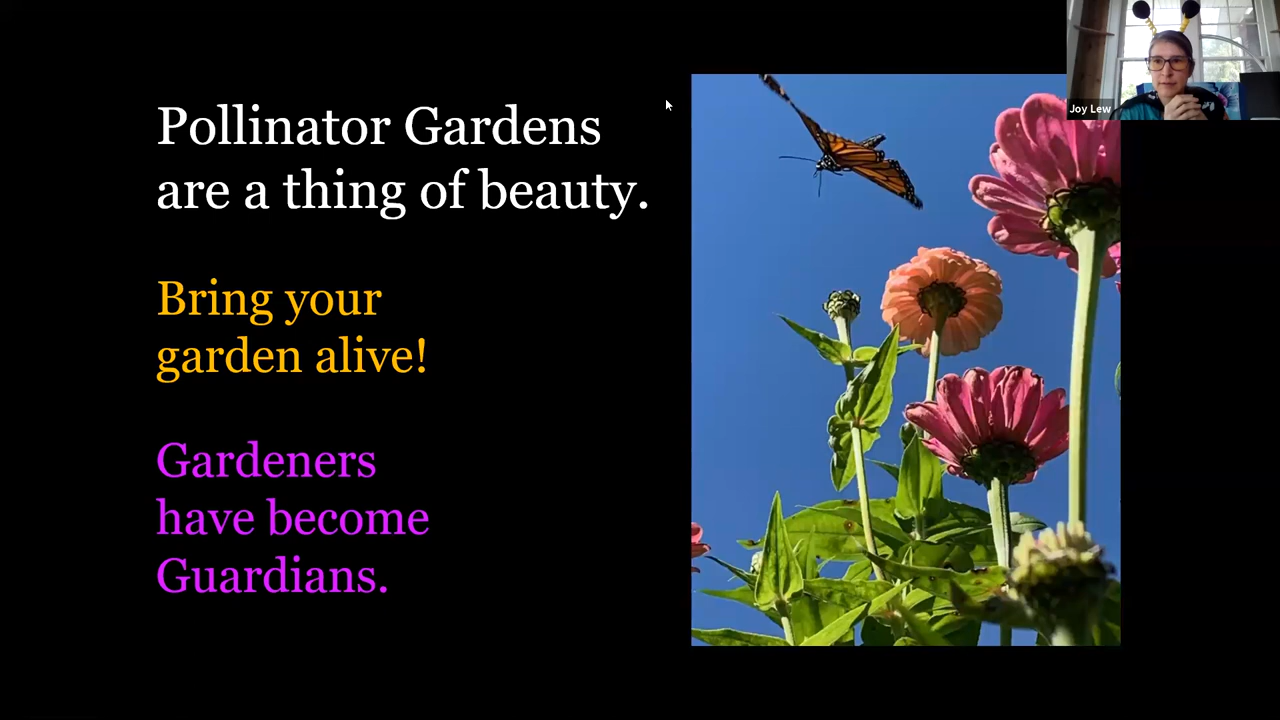 Pollinator Gardens
are a thing of beauty.
Bring your
garden alive!
Gardeners
have become
Guardians.
Joy Lew